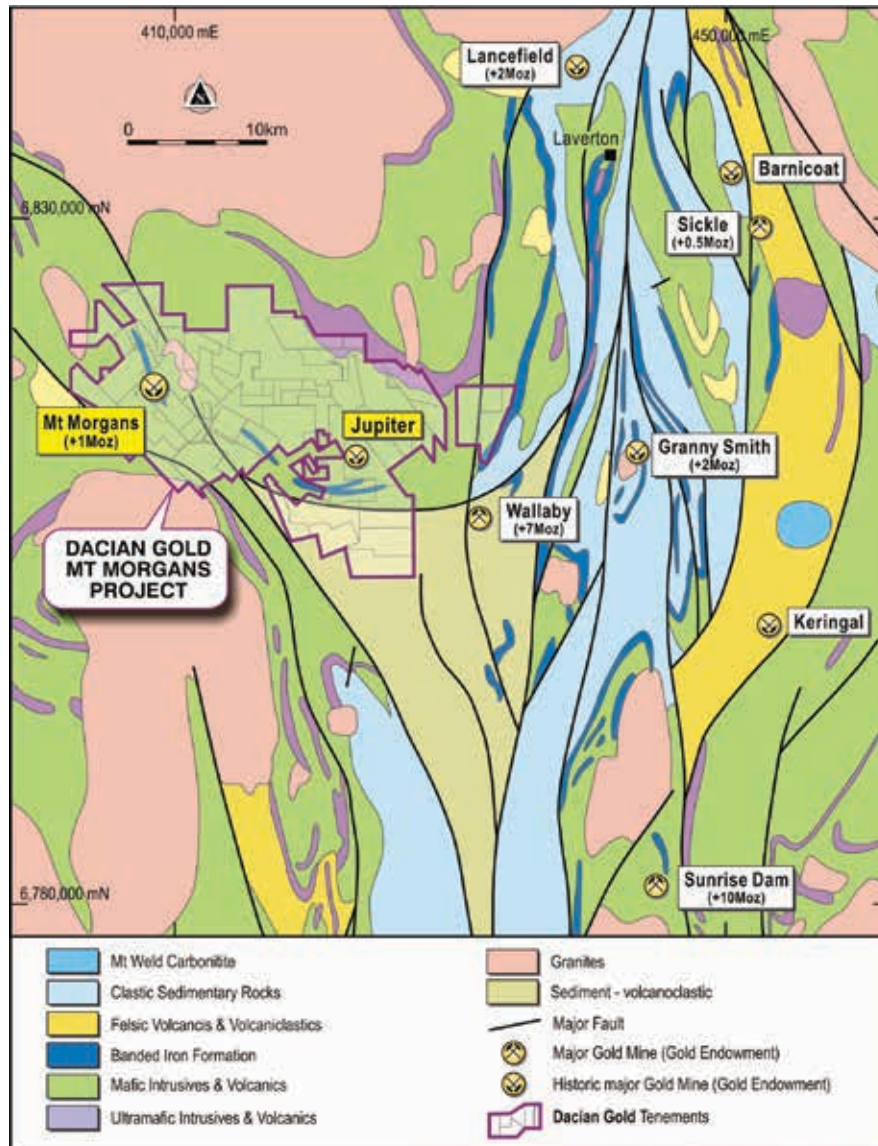 410,000 mE
450,000 mE
Lancefield
(+2Moz)
0 10km
Laverton
Barnicoat
6,830,000 mN
Sickle
(+0.5Moz)
Mt Morgans
(+1Moz)
Jupiter
Granny Smith
(+2Moz)
Wallaby
(+7Moz)
DACIAN GOLD
MT MORGANS
PROJECT
Keringal
Sunrise Dam
(+10Moz)
6,780,000 mN
Mt Weld Carbonitite
Clastic Sedimentary Rocks
Felsic Volcancis & Volcaniclastics
Banded Iron Formation
Mafic Intrusives & Volcanics
Ultramafic Intrusives & Volcanics
Granites
Sediment - volcanoclastic
Major Fault
Major Gold Mine (Gold Endowment)
Historic major Gold Mine (Gold Endowment)
Dacian Gold Tenements